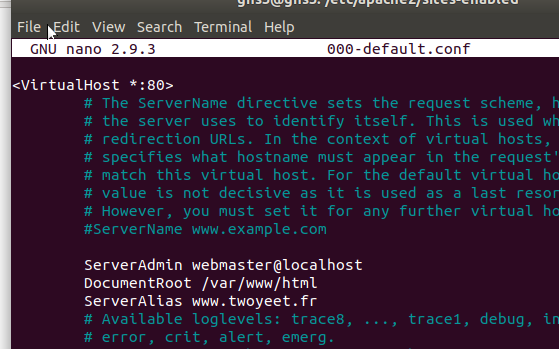 gns3@gns3: /etc/apache2/sites-enabled
File Edit View Search Terminal Help
GNU nano 2.9.3 000-default.conf
<VirtualHost *:80>
# The ServerName directive sets the request scheme, h
# the server uses to identify itself. This is used wh
# redirection URLs. In the context of virtual hosts,
# specifies what hostname must appear in the request'
# match this virtual host. For the default virtual ho
# value is not decisive as it is used as a last resor
# However, you must set it for any further virtual ho
#ServerName www.example.com
ServerAdmin webmaster@localhost
DocumentRoot /var/www/html
ServerAlias www.twoyeet.fr
# Available loglevels: trace8, ..., trace1, debug, in
# error, crit, alert, emerg.